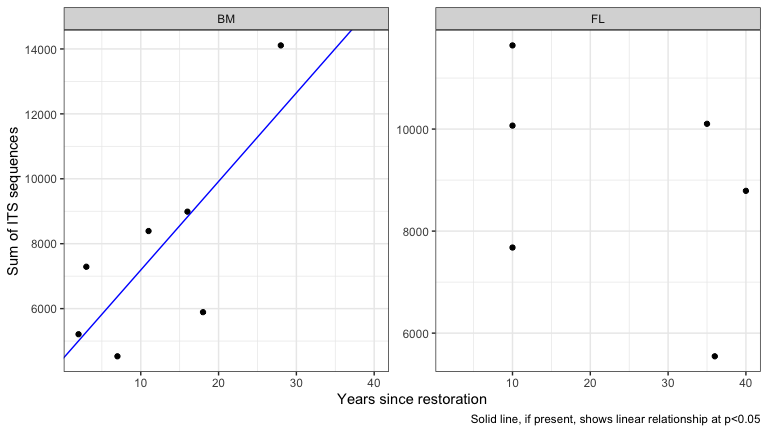 BM
FL
Sum of ITS sequences
14000
12000
10000
8000
6000
10000
8000
6000
10 20 30 40
10 20 30 40
Years since restoration
Solid line, if present, shows linear relationship at p<0.05